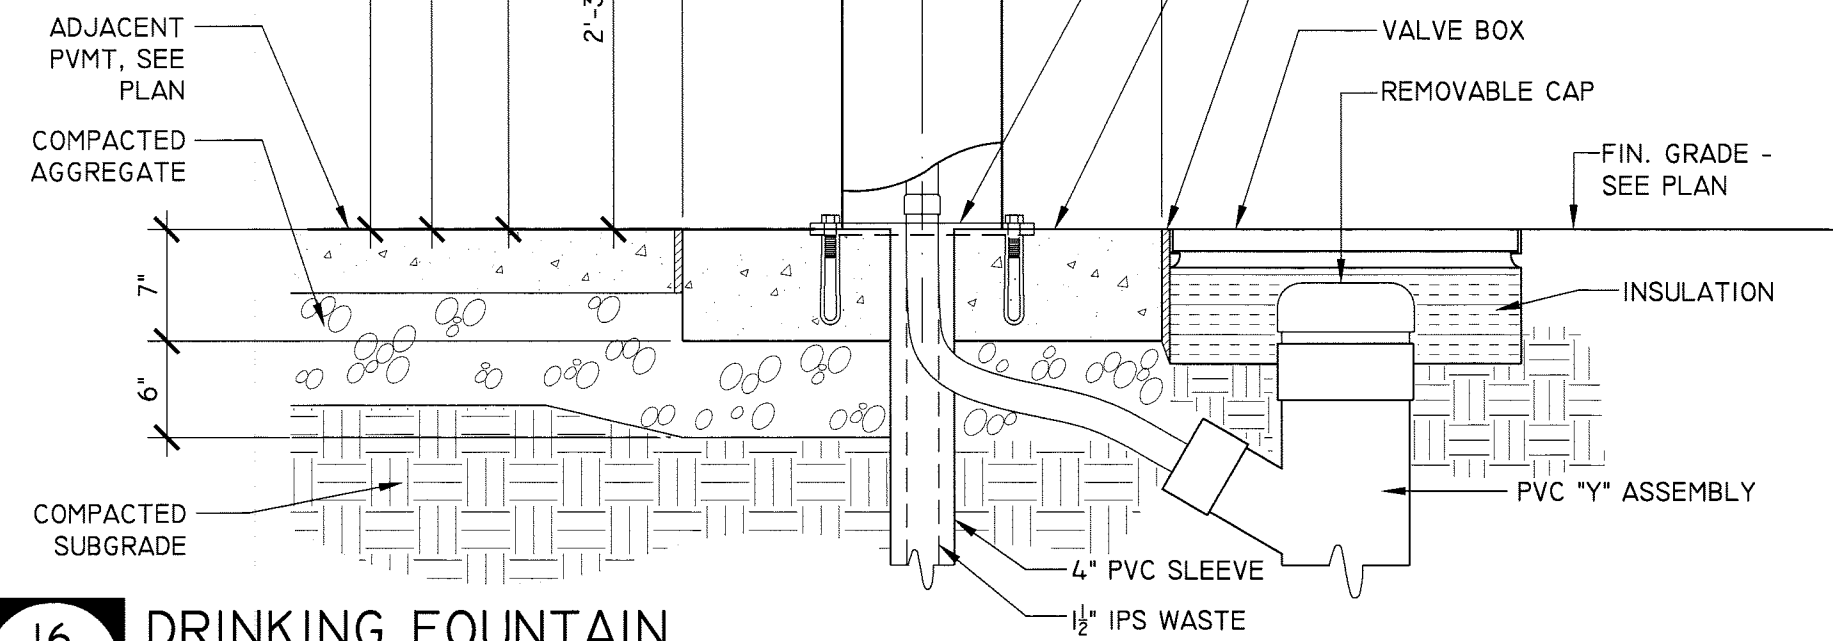 ADJACENT
PVMT, SEE
PLAN
COMPACTED
AGGREGATE
7"
6"
COMPACTED
SUBGRADE
VALVE BOX
REMOVABLE CAP
FIN. GRADE -
SEE PLAN
INSULATION
PVC "Y" ASSEMBLY
4" PVC SLEEVE
1½" IPS WASTE
16
DRINKING FOUNTAIN